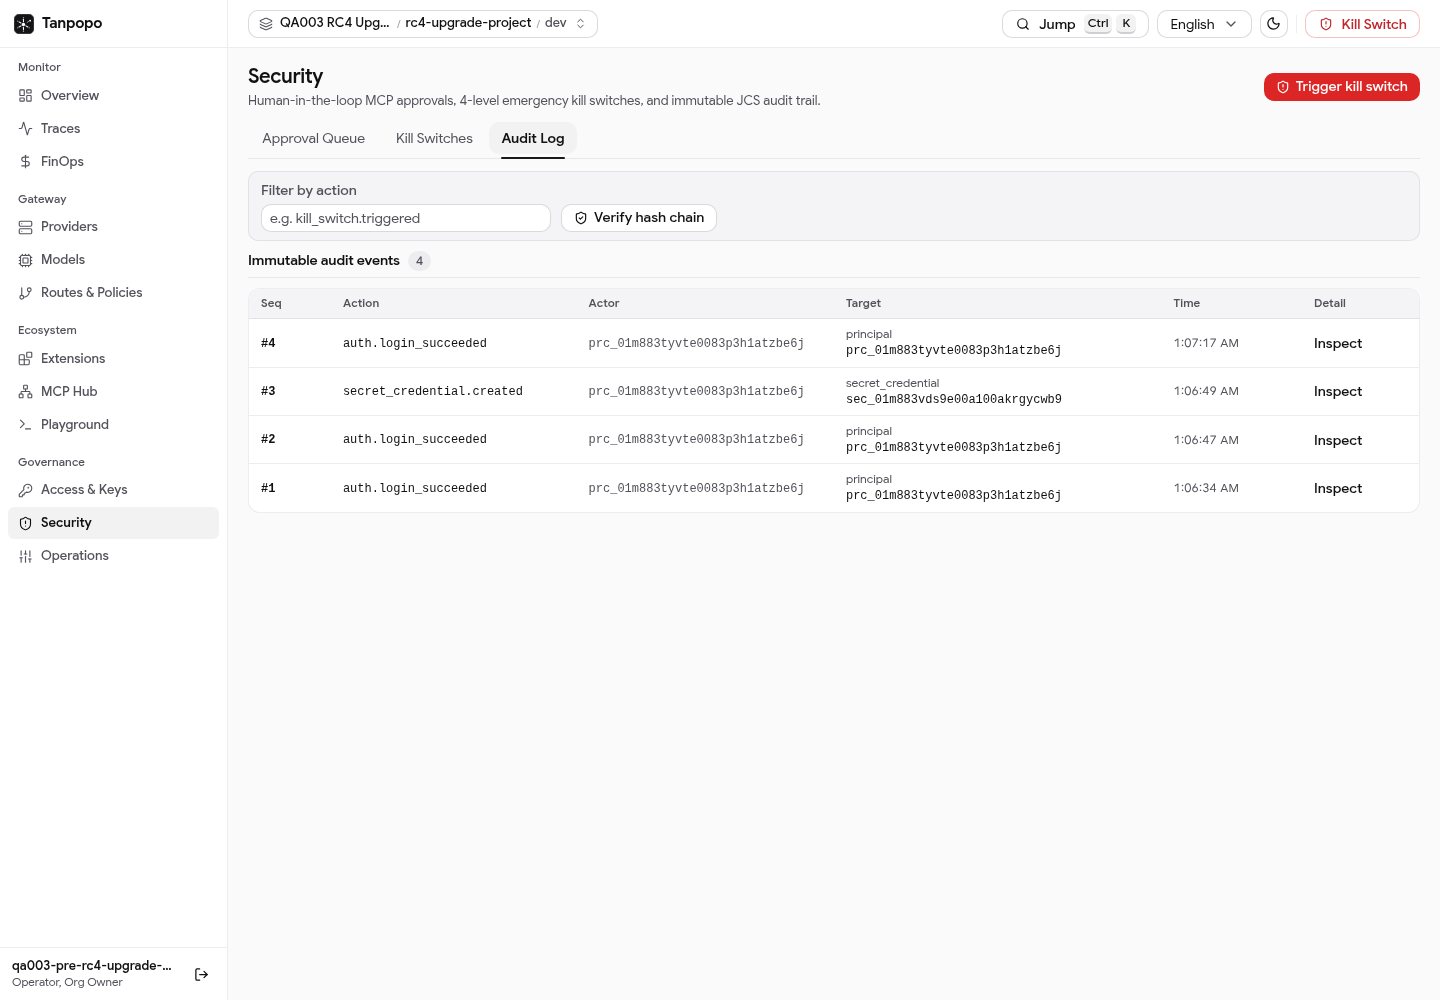 Tanpopo
QA003 RC4 Upg... / rc4-upgrade-project / dev
Jump Ctrl K
English
Kill Switch
Monitor
Overview
Traces
FinOps
Gateway
Providers
Models
Routes & Policies
Ecosystem
Extensions
MCP Hub
Playground
Governance
Access & Keys
Security
Operations
qa003-pre-rc4-upgrade-...
Operator, Org Owner
Security
Human-in-the-loop MCP approvals, 4-level emergency kill switches, and immutable JCS audit trail.
Trigger kill switch
Approval Queue Kill Switches Audit Log
Filter by action
e.g. kill_switch.triggered
Verify hash chain
Immutable audit events 4
Seq Action Actor Target Time Detail
#4 auth.login_succeeded prc_01m883tyvte0083p3h1atzbe6j principal
prc_01m883tyvte0083p3h1atzbe6j 1:07:17 AM Inspect
#3 secret_credential.created prc_01m883tyvte0083p3h1atzbe6j secret_credential
sec_01m883vds9e00a100akrgycwb9 1:06:49 AM Inspect
#2 auth.login_succeeded prc_01m883tyvte0083p3h1atzbe6j principal
prc_01m883tyvte0083p3h1atzbe6j 1:06:47 AM Inspect
#1 auth.login_succeeded prc_01m883tyvte0083p3h1atzbe6j principal
prc_01m883tyvte0083p3h1atzbe6j 1:06:34 AM Inspect